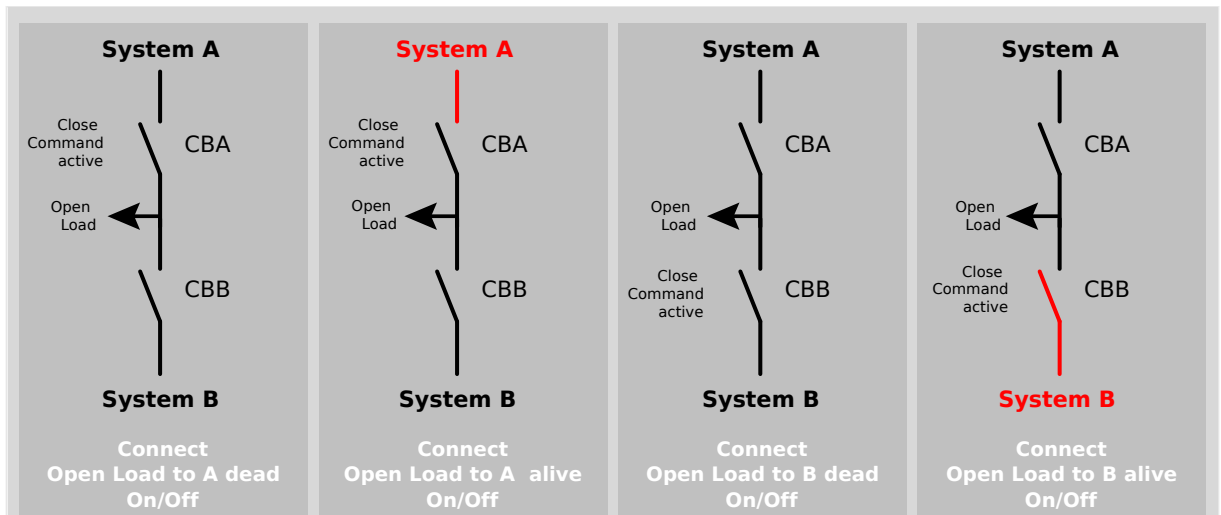 System A
Close
Command
active
CBA
Open
Load
CBB
System B
Connect
Open Load to A dead
On/Off
System A
Close
Command
active
CBA
Open
Load
CBB
System B
Connect
Open Load to A  alive
On/Off
System A
CBA
Open
Load
Close
Command
active
CBB
System B
Connect
Open Load to B dead
On/Off
System A
CBA
Open
Load
Close
Command
active
CBB
System B
Connect
Open Load to B alive
On/Off